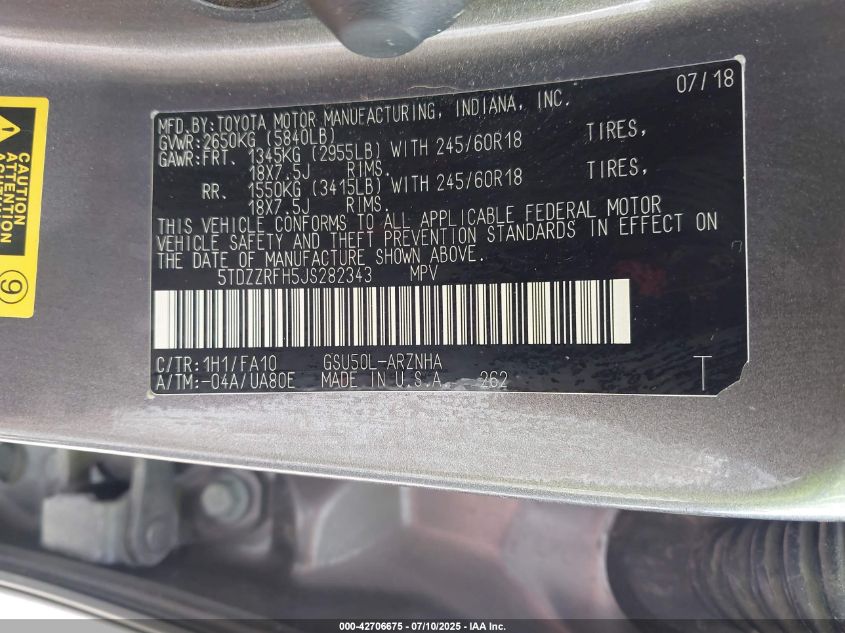 07/18
MFD.BY:TOYOTA MOTOR MANUFACTURING, INDIANA, INC.
GVWR:2650KG (5840LB)
GAWR:FRT. 1345KG (2955LB) WITH 245/60R18 TIRES,
18X7.5J RIMS.
RR. 1550KG (3415LB) WITH 245/60R18 TIRES,
18X7.5J RIMS.
THIS VEHICLE CONFORMS TO ALL APPLICABLE FEDERAL MOTOR
VEHICLE SAFETY AND THEFT PREVENTION STANDARDS IN EFFECT ON
THE DATE OF MANUFACTURE SHOWN ABOVE.
5TDZZRFH5JS282343 MPV
C/TR:1H1/FA10 GSU50L-ARZNHA
A/TM:-04A/UA80E MADE IN U.S.A. 262
T
9
000-42706675 - 07/10/2025 - IAA Inc.